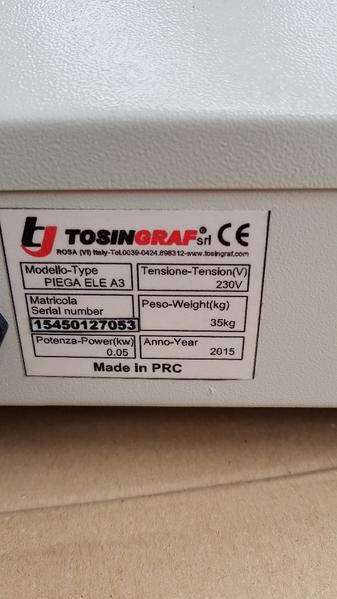 tj TOSINGRAF® srl CE
ROSA (VI) Italy-Tel.0039-0424.898312-www.tosingraf.com
Modello-Type
PIEGA ELE A3
Tensione-Tension(V)
230V
Matricola
Serial number
15450127053
Peso-Weight(kg)
35kg
Potenza-Power(kw)
0.05
Anno-Year
2015
Made in PRC